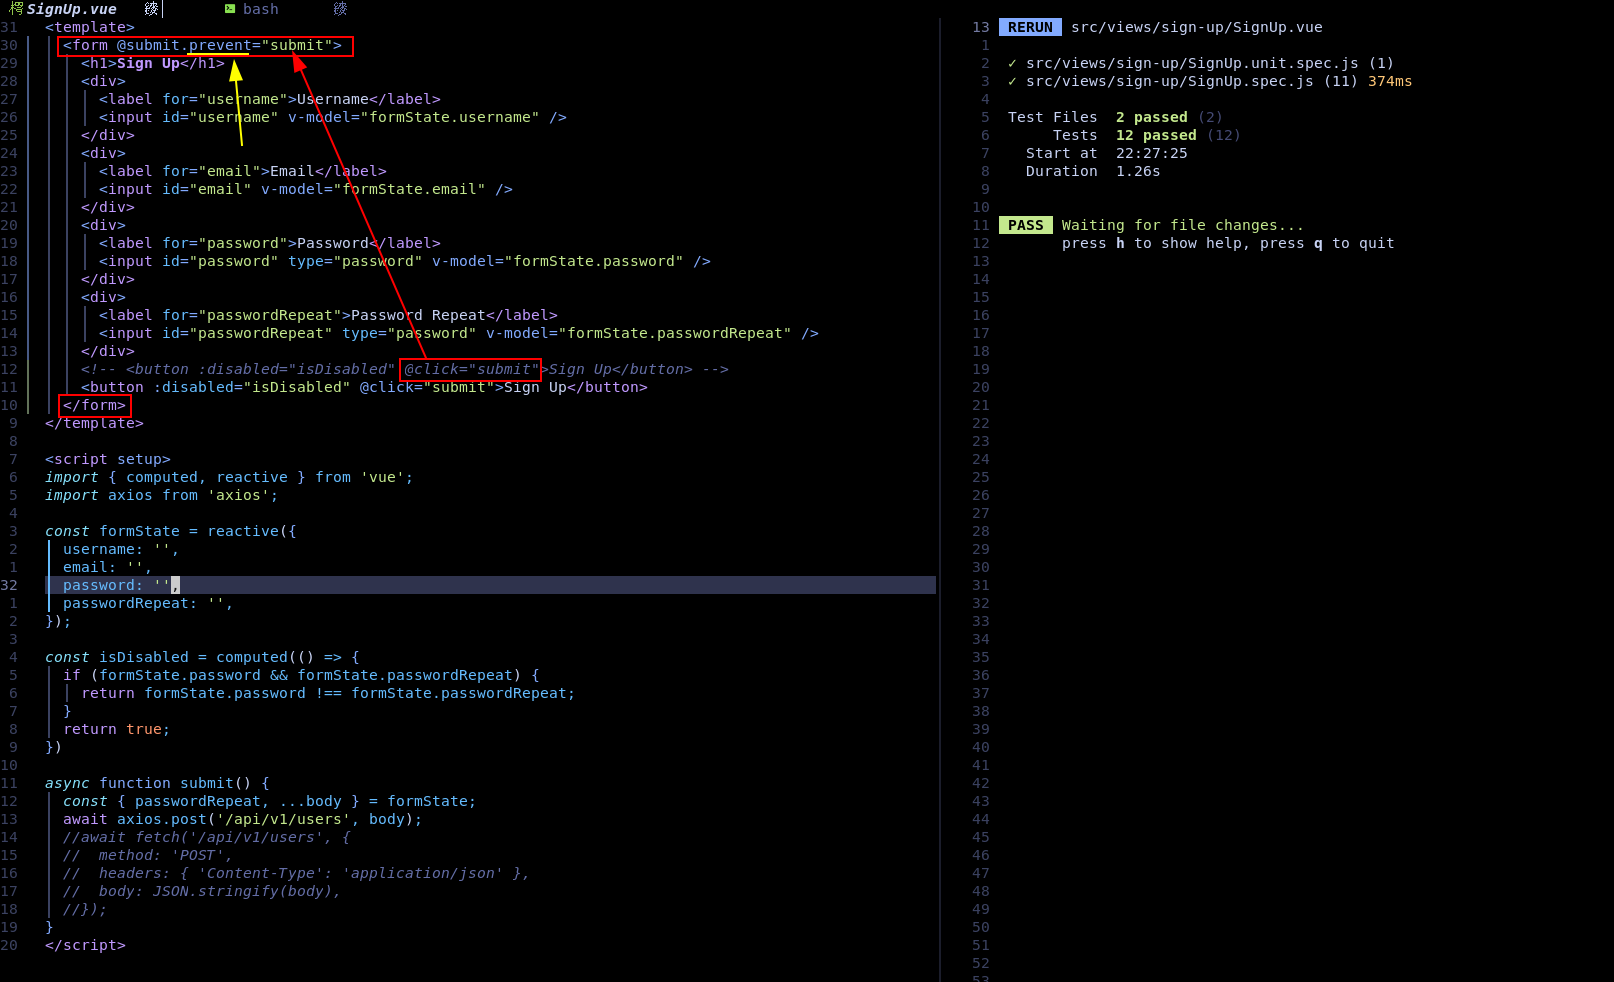 SignUp.vue
bash
31 <template>
30 <form @submit.prevent="submit">
29 <h1>Sign Up</h1>
28 <div>
27 <label for="username">Username</label>
26 <input id="username" v-model="formState.username" />
25 </div>
24 <div>
23 <label for="email">Email</label>
22 <input id="email" v-model="formState.email" />
21 </div>
20 <div>
19 <label for="password">Password</label>
18 <input id="password" type="password" v-model="formState.password" />
17 </div>
16 <div>
15 <label for="passwordRepeat">Password Repeat</label>
14 <input id="passwordRepeat" type="password" v-model="formState.passwordRepeat" />
13 </div>
12 <!-- <button :disabled="isDisabled" @click="submit">Sign Up</button> -->
11 <button :disabled="isDisabled" @click="submit">Sign Up</button>
10 </form>
9 </template>
8
7 <script setup>
6 import { computed, reactive } from 'vue';
5 import axios from 'axios';
4
3 const formState = reactive({
2 username: '',
1 email: '',
32 password: '',
1 passwordRepeat: '',
2 });
3
4 const isDisabled = computed(() => {
5 if (formState.password && formState.passwordRepeat) {
6 return formState.password !== formState.passwordRepeat;
7 }
8 return true;
9 })
10
11 async function submit() {
12 const { passwordRepeat, ...body } = formState;
13 await axios.post('/api/v1/users', body);
14 //await fetch('/api/v1/users', {
15 //  method: 'POST',
16 //  headers: { 'Content-Type': 'application/json' },
17 //  body: JSON.stringify(body),
18 //});
19 }
20 </script>
13 RERUN src/views/sign-up/SignUp.vue
1
2 ✓ src/views/sign-up/SignUp.unit.spec.js (1)
3 ✓ src/views/sign-up/SignUp.spec.js (11) 374ms
4
5 Test Files 2 passed (2)
6 Tests 12 passed (12)
7 Start at 22:27:25
8 Duration 1.26s
9
10
11 PASS Waiting for file changes...
12 press h to show help, press q to quit
13
14
15
16
17
18
19
20
21
22
23
24
25
26
27
28
29
30
31
32
33
34
35
36
37
38
39
40
41
42
43
44
45
46
47
48
49
50
51
52
53